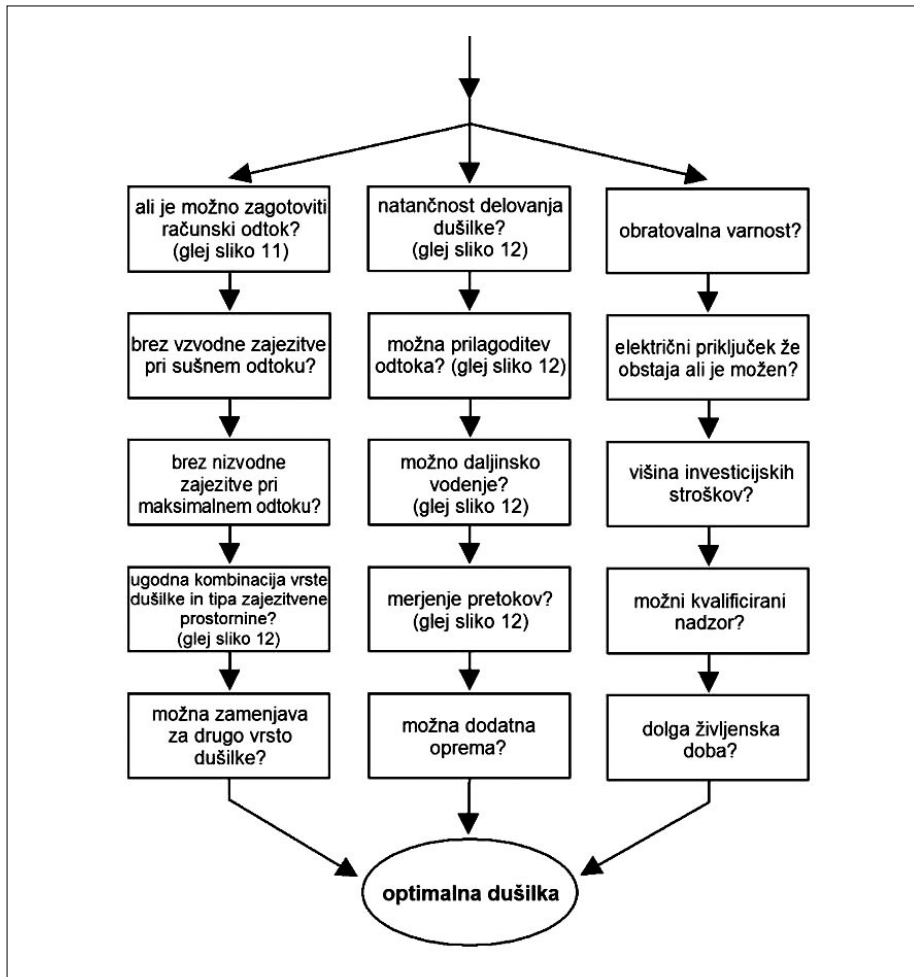 ali je možno zagotoviti
računski odtok?
(glej sliko 11)
brez vzvodne zajezitve
pri sušnem odtoku?
brez nizvodne
zajezitve pri
maksimalnem odtoku?
ugodna kombinacija vrste
dušilke in tipa zajezitvene
prostornine?
(glej sliko 12)
možna zamenjava
za drugo vrsto
dušilke?
natančnost delovanja
dušilke?
(glej sliko 12)
možna prilagoditev
odtoka? (glej sliko 12)
možno daljinsko
vodenje?
(glej sliko 12)
merjenje pretokov?
(glej sliko 12)
možna dodatna
oprema?
obratovalna varnost?
električni priključek že
obstaja ali je možen?
višina investicijskih
stroškov?
možni kvalificirani
nadzor?
dolga življenska
doba?
optimalna dušilka